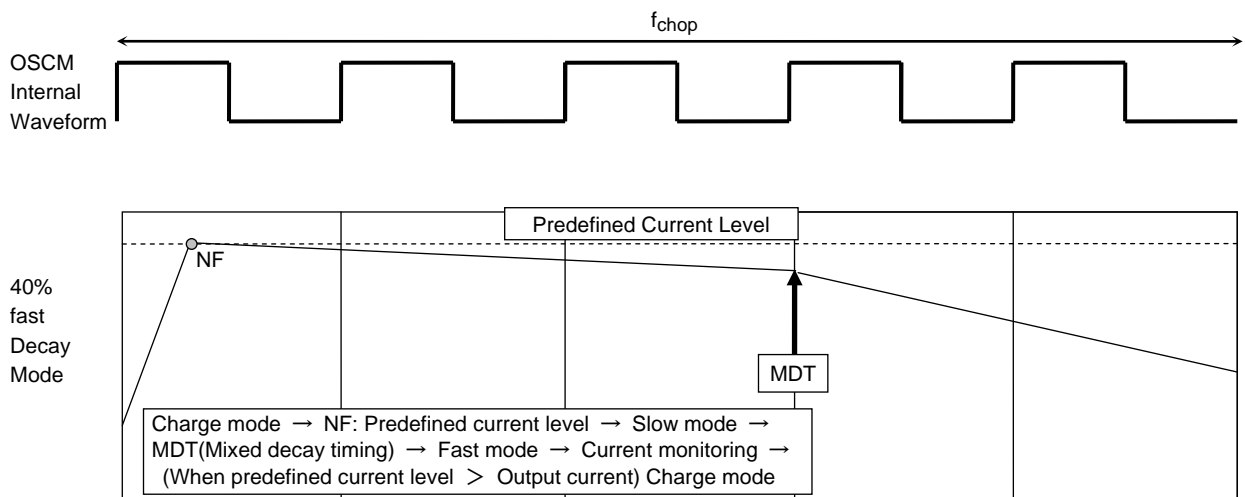 fchop
OSCM
Internal
Waveform
Predefined Current Level
NF
40%
fast
Decay
Mode
MDT
Charge mode → NF: Predefined current level → Slow mode →
MDT(Mixed decay timing) → Fast mode → Current monitoring →
(When predefined current level ＞ Output current) Charge mode